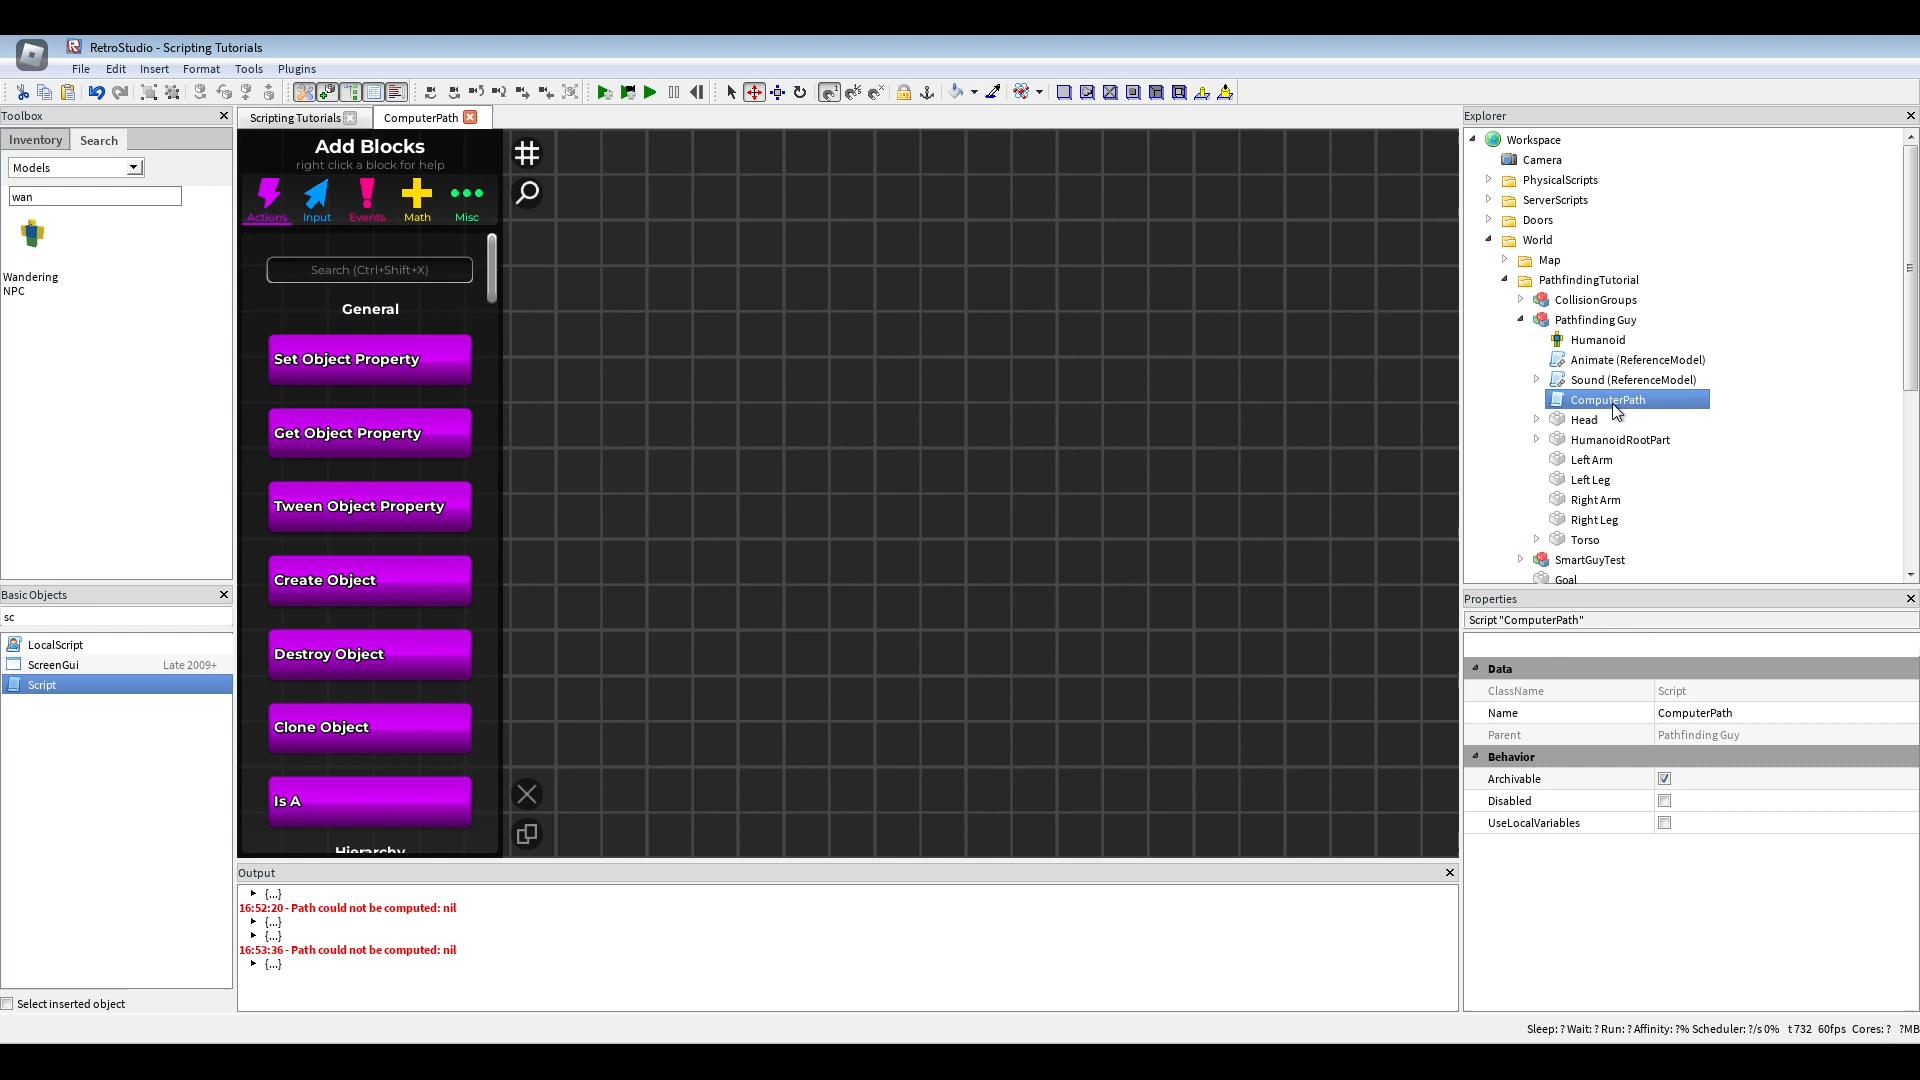 RetroStudio - Scripting Tutorials
File Edit Insert Format Tools Plugins
Toolbox
Inventory Search
Models
wan
Wandering
NPC
Basic Objects
sc
LocalScript
ScreenGui Late 2009+
Script
Select inserted object
Scripting Tutorials ComputerPath
Add Blocks
right click a block for help
Actions Input Events Math Misc
Search (Ctrl+Shift+X)
General
Set Object Property
Get Object Property
Tween Object Property
Create Object
Destroy Object
Clone Object
Is A
Hierarchy
Output
{...}
16:52:20 - Path could not be computed: nil
{...}
{...}
16:53:36 - Path could not be computed: nil
{...}
Explorer
Workspace
Camera
PhysicalScripts
ServerScripts
Doors
World
Map
PathfindingTutorial
CollisionGroups
Pathfinding Guy
Humanoid
Animate (ReferenceModel)
Sound (ReferenceModel)
ComputerPath
Head
HumanoidRootPart
Left Arm
Left Leg
Right Arm
Right Leg
Torso
SmartGuyTest
Goal
Properties
Script "ComputerPath"
Data
ClassName Script
Name ComputerPath
Parent Pathfinding Guy
Behavior
Archivable
Disabled
UseLocalVariables
Sleep: ? Wait: ? Run: ? Affinity: ?% Scheduler: ?/s 0% t 732 60fps Cores: ? ?MB